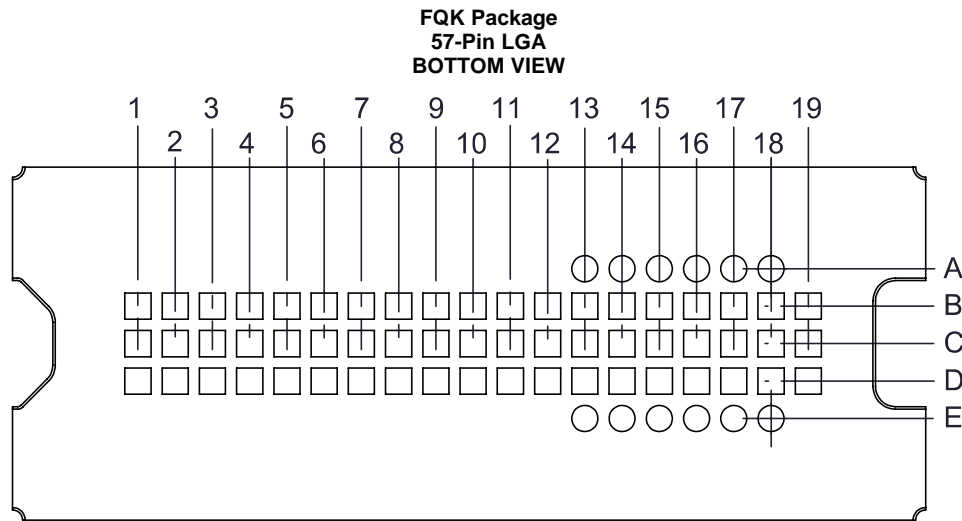 FQK Package
57-Pin LGA
BOTTOM VIEW
1 3 5 7 9 11 13 15 17 19
2 4 6 8 10 12 14 16 18
A
B
C
D
E